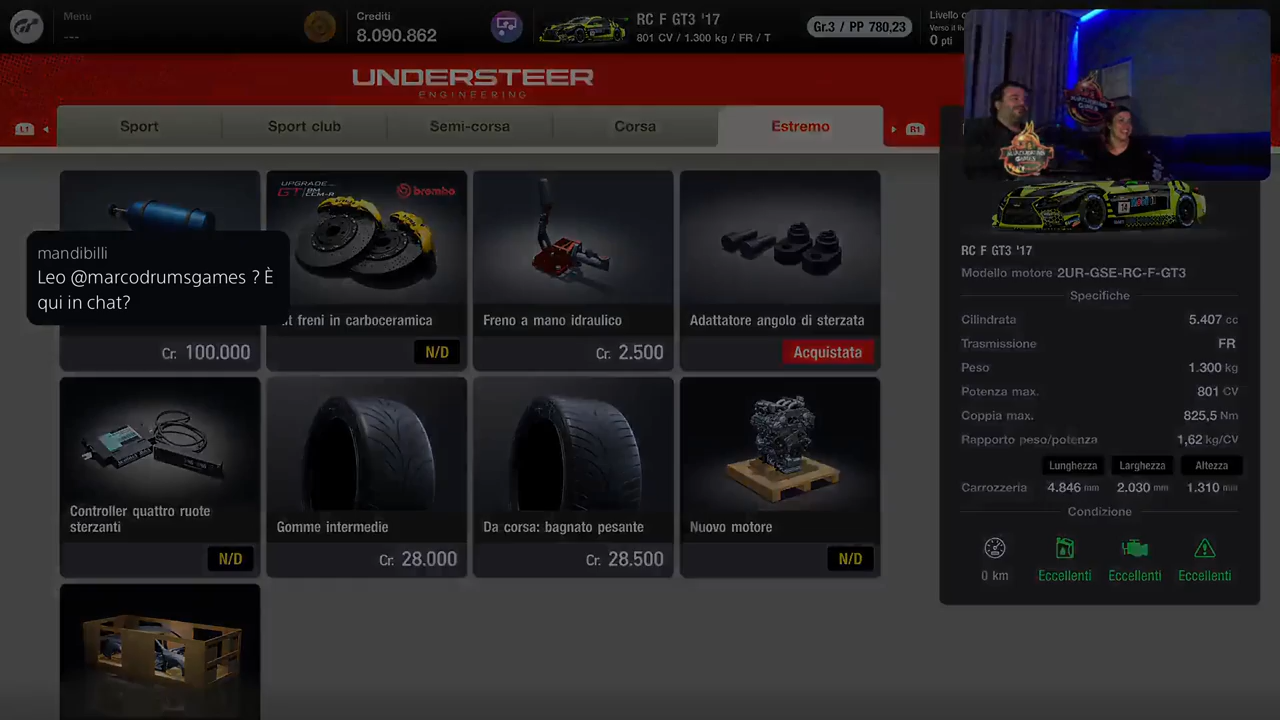 GT
Menu
---
Crediti
8.090.862
RC F GT3 '17
801 CV / 1.300 kg / FR / T
Gr.3 / PP 780,23
Livello
Verso il
0 pti
UNDERSTEER
ENGINEERING
L1
Sport
Sport club
Semi-corsa
Corsa
Estremo
R1
UPGRADE
brembo
mandibilli
Leo @marcodrumsgames ? È
qui in chat?
Cr. 100.000
freni in carboceramica
N/D
Freno a mano idraulico
Cr. 2.500
Adattatore angolo di sterzata
Acquistata
Controller quattro ruote
sterzanti
N/D
Gomme intermedie
Cr. 28.000
Da corsa: bagnato pesante
Cr. 28.500
Nuovo motore
N/D
MARCODRUMS
GAMES
RC F GT3 '17
Modello motore 2UR-GSE-RC-F-GT3
Specifiche
Cilindrata 5.407 cc
Trasmissione FR
Peso 1.300 kg
Potenza max. 801 CV
Coppia max. 825,5 Nm
Rapporto peso/potenza 1,62 kg/CV
Lunghezza Larghezza Altezza
Carrozzeria 4.846 mm 2.030 mm 1.310 mm
Condizione
0 km Eccellenti Eccellenti Eccellenti